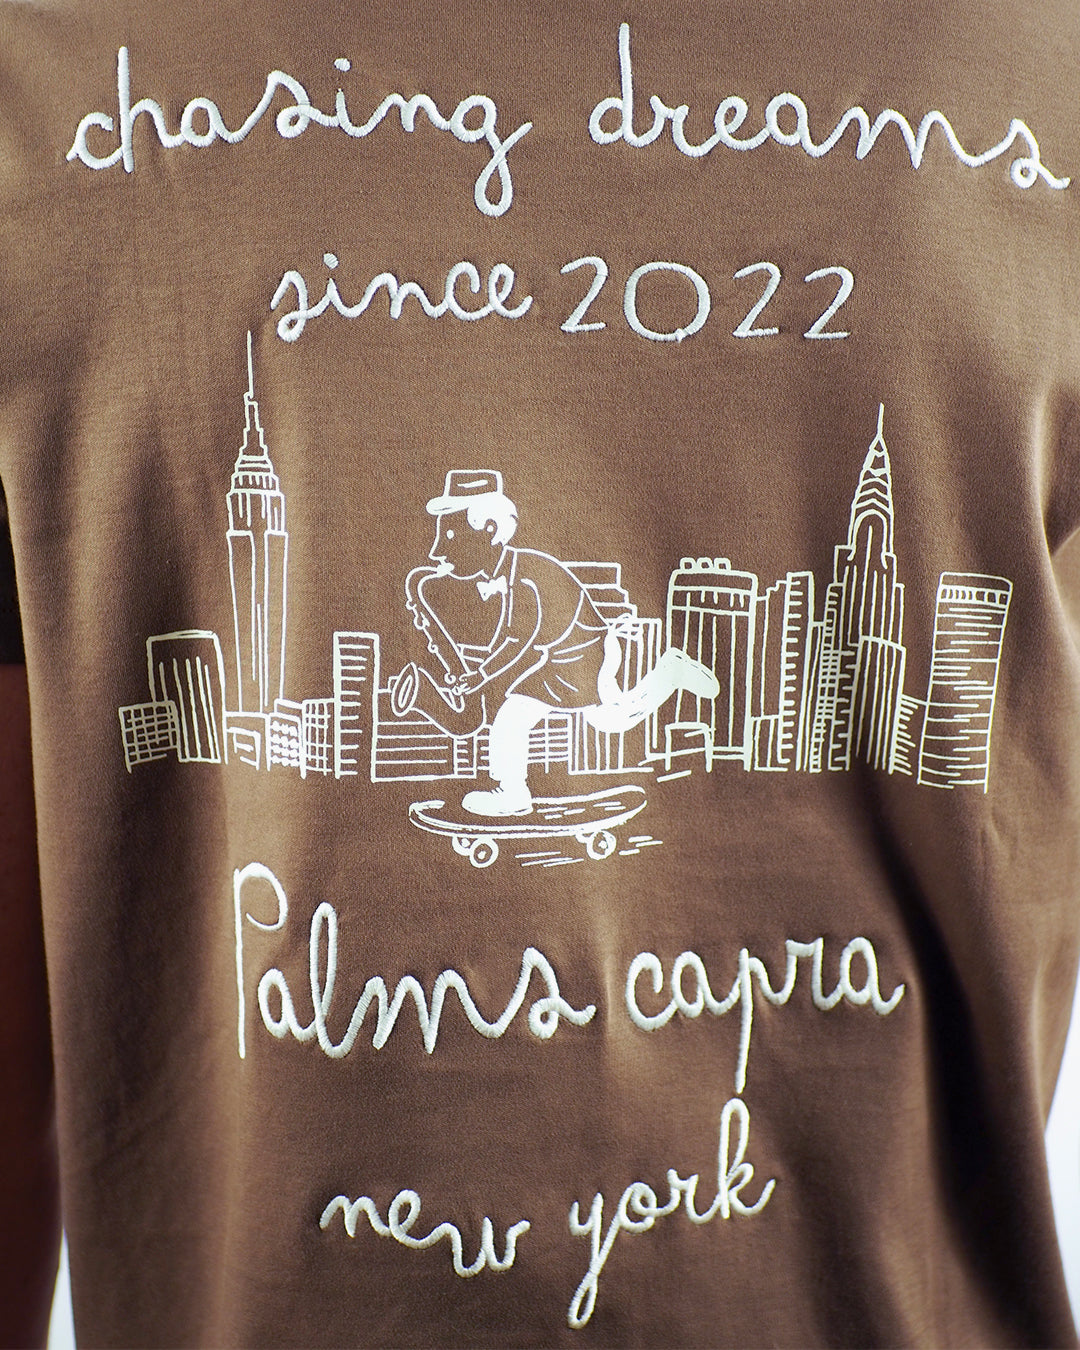 chasing dreams
since 2022
Palms capra
new york